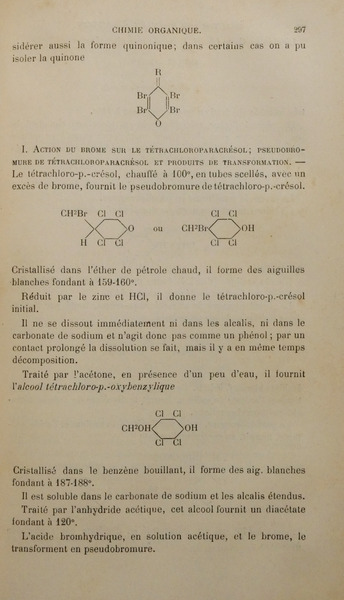 CHIMIE ORGANIQUE. 297
sidérer aussi la forme quinonique; dans certains cas on a pu
isoler la quinone
R
Br Br
Br Br
O
I. ACTION DU BROME SUR LE TÉTRACHLOROPARACRÉSOL; PSEUDOBRO-
MURE DE TÉTRACHLOROPARACRÉSOL ET PRODUITS DE TRANSFORMATION. —
Le tétrachloro-p.-crésol, chauffé à 100°, en tubes scellés, avec un
excès de brome, fournit le pseudobromure de tétrachloro-p.-crésol.
CH²Br Cl Cl Cl Cl
O ou CH²Br OH
H Cl Cl Cl Cl
Cristallisé dans l'éther de pétrole chaud, il forme des aiguilles
blanches fondant à 159-160°.
Réduit par le zinc et HCl, il donne le tétrachloro-p.-crésol
initial.
Il ne se dissout immédiatement ni dans les alcalis, ni dans le
carbonate de sodium et n'agit donc pas comme un phénol; par un
contact prolongé la dissolution se fait, mais il y a en même temps
décomposition.
Traité par l'acétone, en présence d'un peu d'eau, il fournit
l'alcool tétrachloro-p.-oxybenzylique
Cl Cl
CH²OH OH
Cl Cl
Cristallisé dans le benzène bouillant, il forme des aig. blanches
fondant à 187-188°.
Il est soluble dans le carbonate de sodium et les alcalis étendus.
Traité par l'anhydride acétique, cet alcool fournit un diacétate
fondant à 120°.
L'acide bromhydrique, en solution acétique, et le brome, le
transforment en pseudobromure.